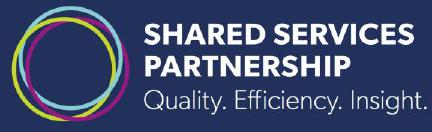 SHARED SERVICES
PARTNERSHIP
Quality. Efficiency. Insight.